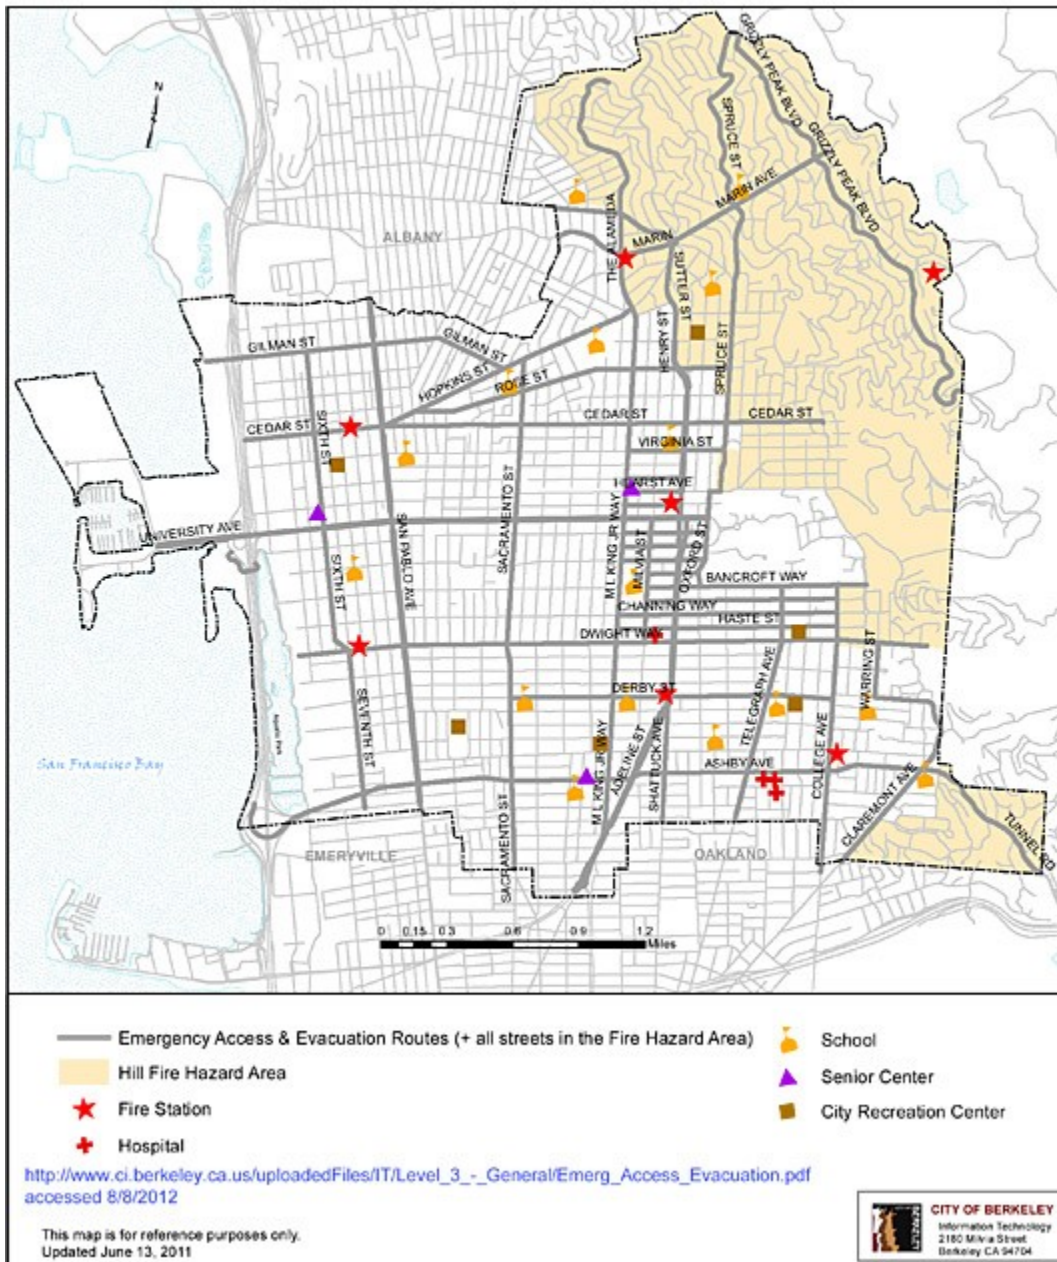 GRIZZLY PEAK BLVD
GRIZZLY PEAK BLVD
SPRUCE ST
MARIN AVE
N
THE ALAMEDA
ALBANY
MARIN
SUTTER ST
HENRY ST
SPRUCE ST
GILMAN ST
GILMAN ST
HOPKINS ST
ROSE ST
CEDAR ST
CEDAR ST
CEDAR ST
SIXTH ST
VIRGINIA ST
HEARST AVE
SACRAMENTO ST
UNIVERSITY AVE
SAN PABLO AVE
M L KING JR WAY
MILVIA ST
OXFORD ST
SIXTH ST
BANCROFT WAY
CHANNING WAY
HASTE ST
DWIGHT WAY
WARRING ST
DERBY ST
TELEGRAPH AVE
SEVENTH ST
Aquatic Park
M L KING JR WAY
ADELINE ST
SHATTUCK AVE
COLLEGE AVE
ASHBY AVE
CLAREMONT AVE
San Francisco Bay
TUNNEL RD
SACRAMENTO ST
EMERYVILLE
OAKLAND
0 0.15 0.3 0.6 0.9 1.2
Miles
Emergency Access & Evacuation Routes (+ all streets in the Fire Hazard Area)
Hill Fire Hazard Area
Fire Station
Hospital
School
Senior Center
City Recreation Center
http://www.ci.berkeley.ca.us/uploadedFiles/IT/Level_3_-_General/Emerg_Access_Evacuation.pdf
accessed 8/8/2012
This map is for reference purposes only.
Updated June 13, 2011
CITY OF BERKELEY
Information Technology
2180 Milvia Street
Berkeley CA 94704